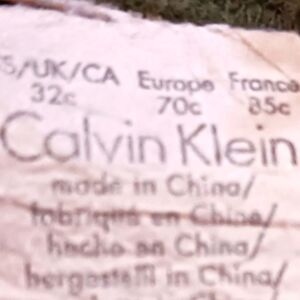 S/UK/CA Europe France
32c 70c 85c
Calvin Klein
made in China/
fabriqué en Chine/
hecho en China/
hergestellt in China/